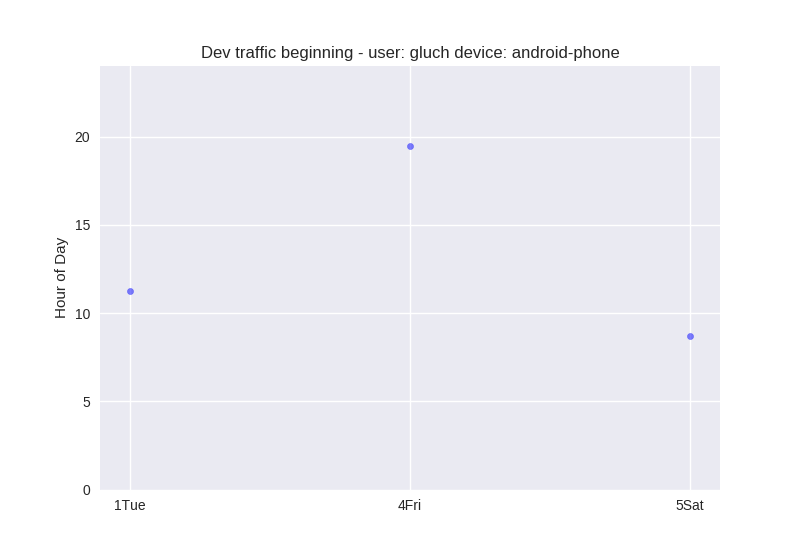 Dev traffic beginning - user: gluch device: android-phone
20
15
10
5
0
Hour of Day
1Tue
4Fri
5Sat